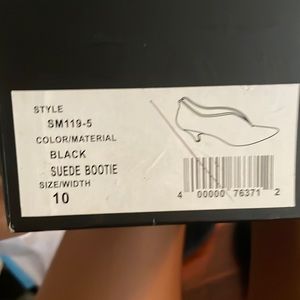 STYLE
SM119-5
COLOR/MATERIAL
BLACK
SUEDE BOOTIE
SIZE/WIDTH
10
4 00000 76371 2